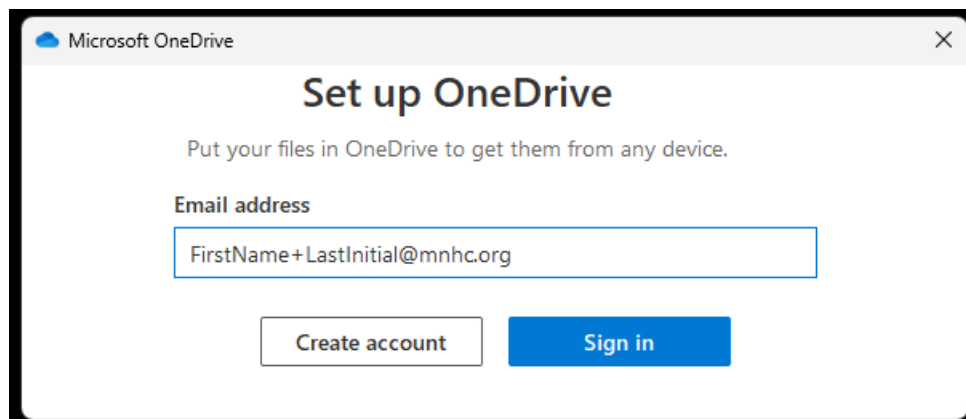 Microsoft OneDrive
Set up OneDrive
Put your files in OneDrive to get them from any device.
Email address
FirstName+LastInitial@mnhc.org
Create account
Sign in